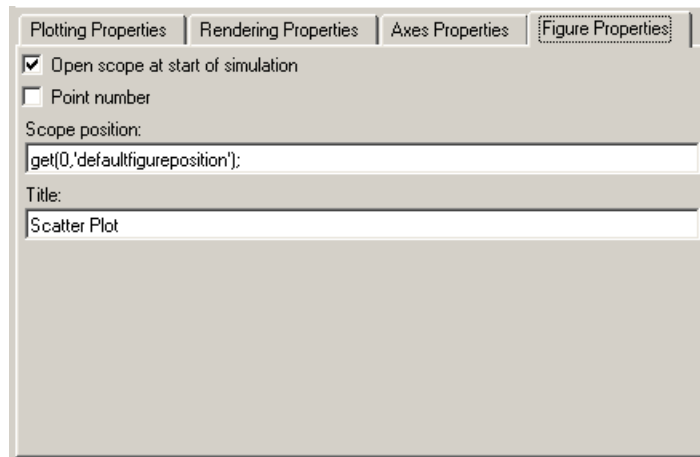 Plotting Properties Rendering Properties Axes Properties Figure Properties
Open scope at start of simulation
Point number
Scope position:
get(0,'defaultfigureposition');
Title:
Scatter Plot